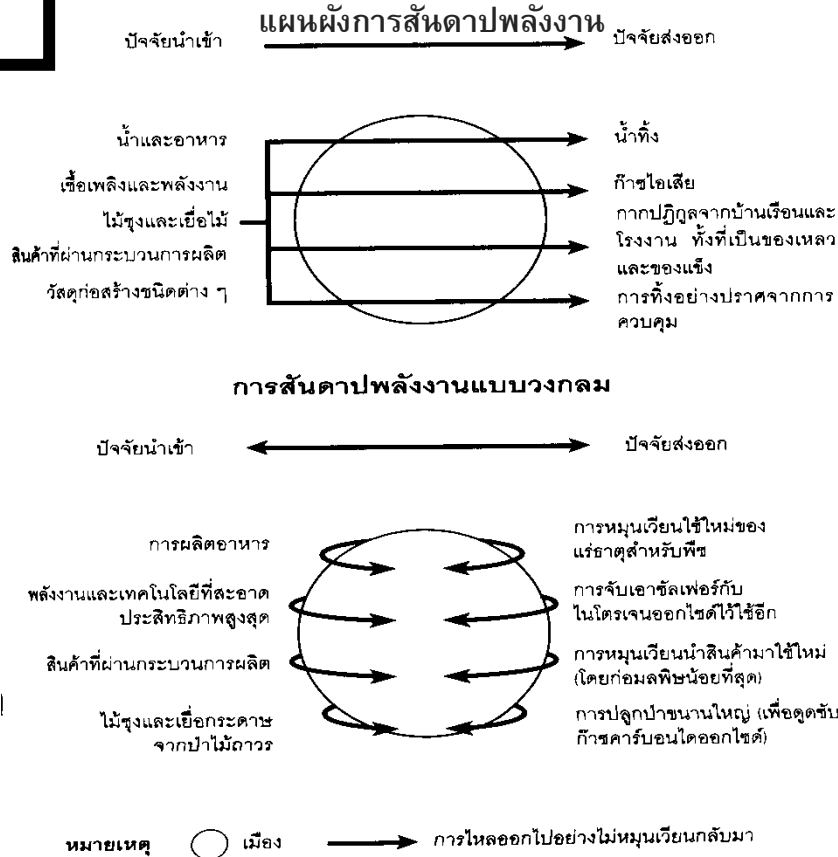 แผนผังการสันดาปพลังงาน
ปัจจัยนำเข้า
ปัจจัยส่งออก
น้ำและอาหาร
เชื้อเพลิงและพลังงาน
ไม้ซุงและเยื่อไม้
สินค้าที่ผ่านกระบวนการผลิต
วัสดุก่อสร้างชนิดต่าง ๆ
น้ำทิ้ง
ก๊าซไอเสีย
กากปฏิกูลจากบ้านเรือนและ
โรงงาน ทั้งที่เป็นของเหลว
และของแข็ง
การทิ้งอย่างปราศจากการ
ควบคุม
การสันดาปพลังงานแบบวงกลม
ปัจจัยนำเข้า
ปัจจัยส่งออก
การผลิตอาหาร
พลังงานและเทคโนโลยีที่สะอาด
ประสิทธิภาพสูงสุด
สินค้าที่ผ่านกระบวนการผลิต
ไม้ซุงและเยื่อกระดาษ
จากป่าไม้ถาวร
การหมุนเวียนใช้ใหม่ของ
แร่ธาตุสำหรับพืช
การจับเอาซัลเฟอร์กับ
ไนโตรเจนออกไซด์ไว้ใช้อีก
การหมุนเวียนนำสินค้ามาใช้ใหม่
(โดยก่อมลพิษน้อยที่สุด)
การปลูกป่าขนานใหญ่ (เพื่อดูดซับ
ก๊าซคาร์บอนไดออกไซด์)
หมายเหตุ
เมือง
การไหลออกไปอย่างไม่หมุนเวียนกลับมา